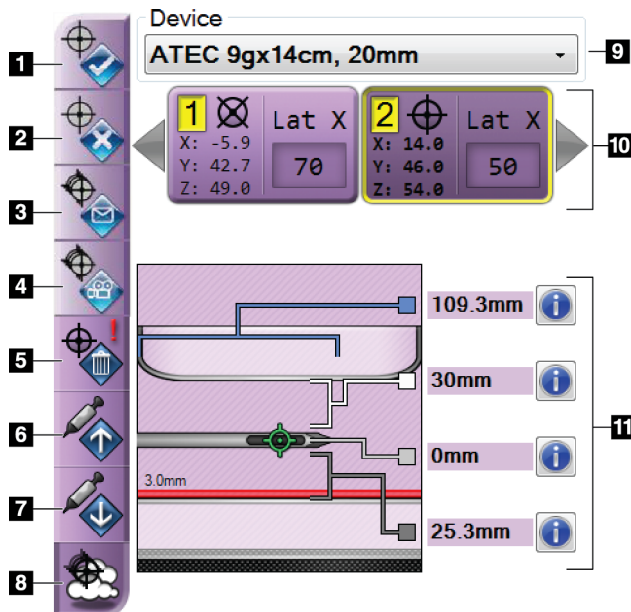 Device
ATEC 9gx14cm, 20mm
9
1
2
3
4
5
6
7
8
1
Lat X
X: -5.9
Y: 42.7
Z: 49.0
70
2
Lat X
X: 14.0
Y: 46.0
Z: 54.0
50
10
109.3mm
30mm
0mm
3.0mm
25.3mm
11
!